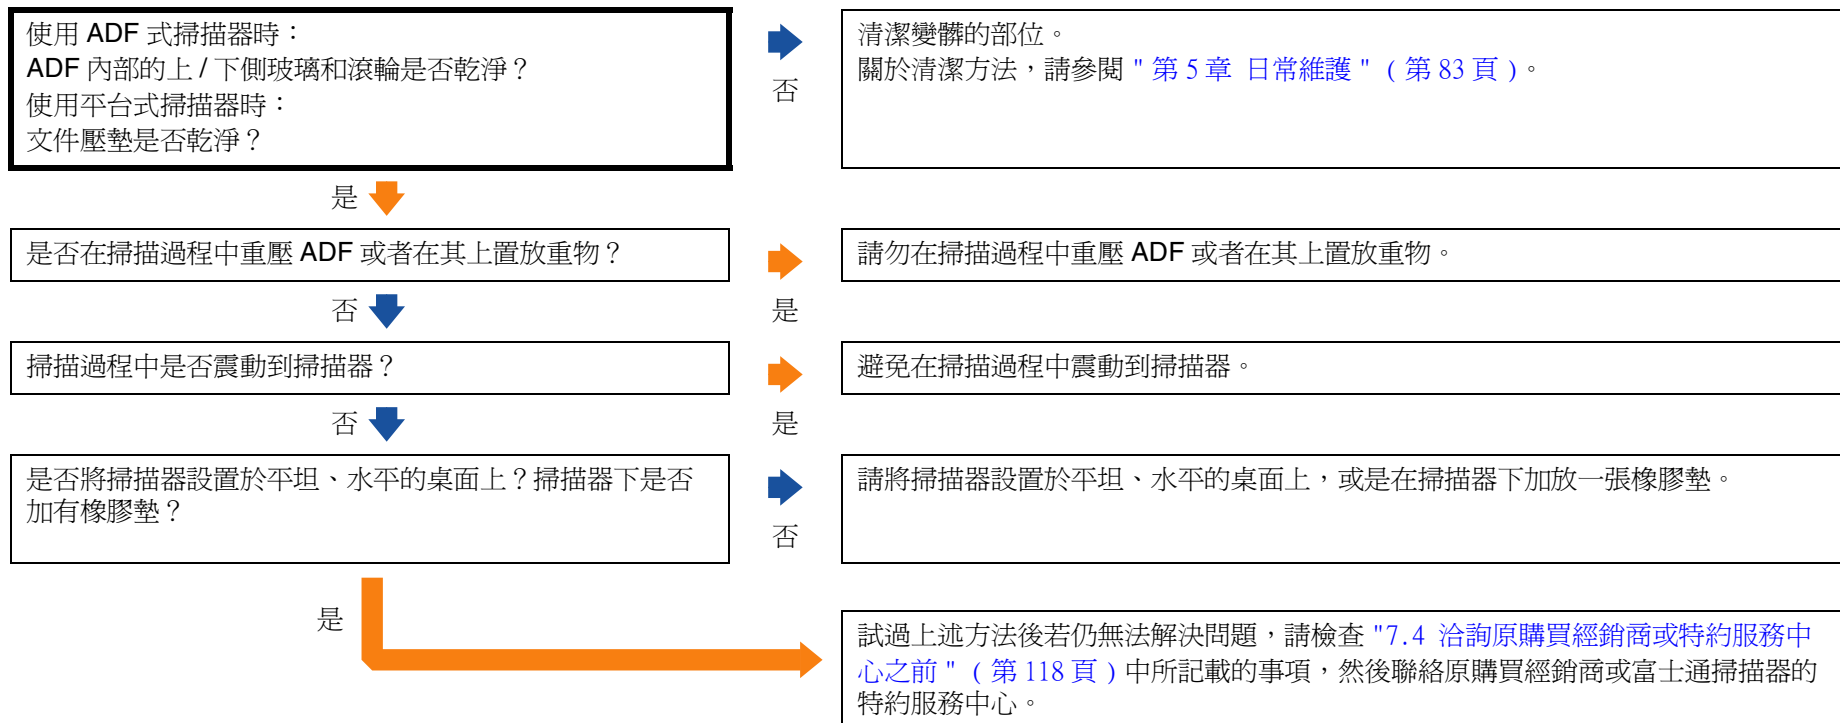 使用 ADF 式掃描器時：
ADF 內部的上 / 下側玻璃和滾輪是否乾淨？
使用平台式掃描器時：
文件壓墊是否乾淨？
否
清潔變髒的部位。
關於清潔方法，請參閱 " 第 5 章 日常維護 " ( 第 83 頁 )。
是
是否在掃描過程中重壓 ADF 或者在其上置放重物？
是
請勿在掃描過程中重壓 ADF 或者在其上置放重物。
否
掃描過程中是否震動到掃描器？
是
避免在掃描過程中震動到掃描器。
否
是否將掃描器設置於平坦、水平的桌面上？掃描器下是否
加有橡膠墊？
否
請將掃描器設置於平坦、水平的桌面上，或是在掃描器下加放一張橡膠墊。
是
試過上述方法後若仍無法解決問題，請檢查 "7.4 洽詢原購買經銷商或特約服務中
心之前 " ( 第 118 頁 ) 中所記載的事項，然後聯絡原購買經銷商或富士通掃描器的
特約服務中心。